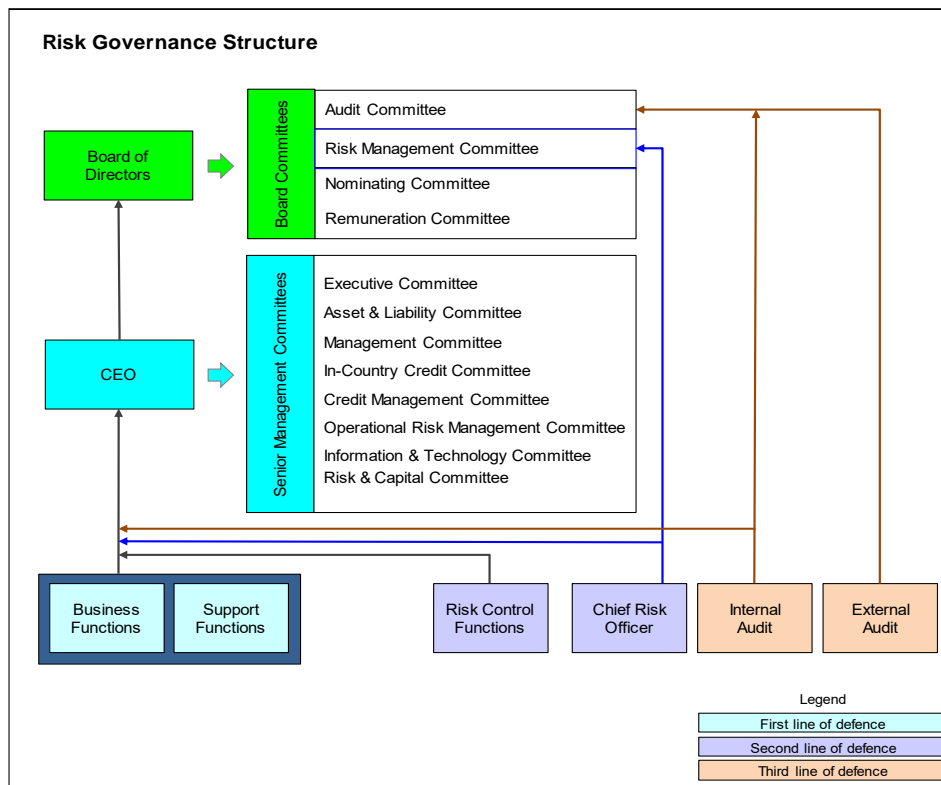 Risk Governance Structure
Board of
Directors
Board Committees
Audit Committee
Risk Management Committee
Nominating Committee
Remuneration Committee
CEO
Senior Management Committees
Executive Committee
Asset & Liability Committee
Management Committee
In-Country Credit Committee
Credit Management Committee
Operational Risk Management Committee
Information & Technology Committee
Risk & Capital Committee
Business
Functions
Support
Functions
Risk Control
Functions
Chief Risk
Officer
Internal
Audit
External
Audit
Legend
First line of defence
Second line of defence
Third line of defence